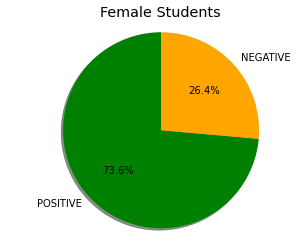 Female Students
NEGATIVE
26.4%
73.6%
POSITIVE